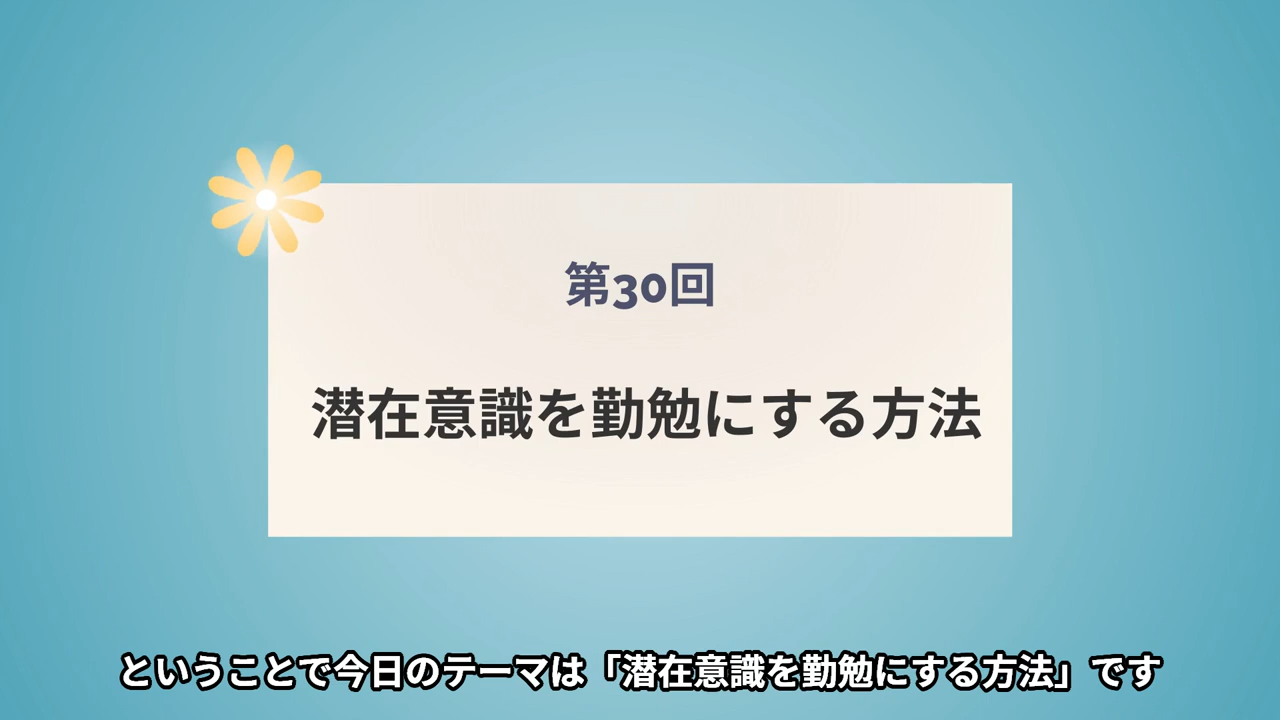 第30回
潜在意識を勤勉にする方法
ということで今日のテーマは「潜在意識を勤勉にする方法」です